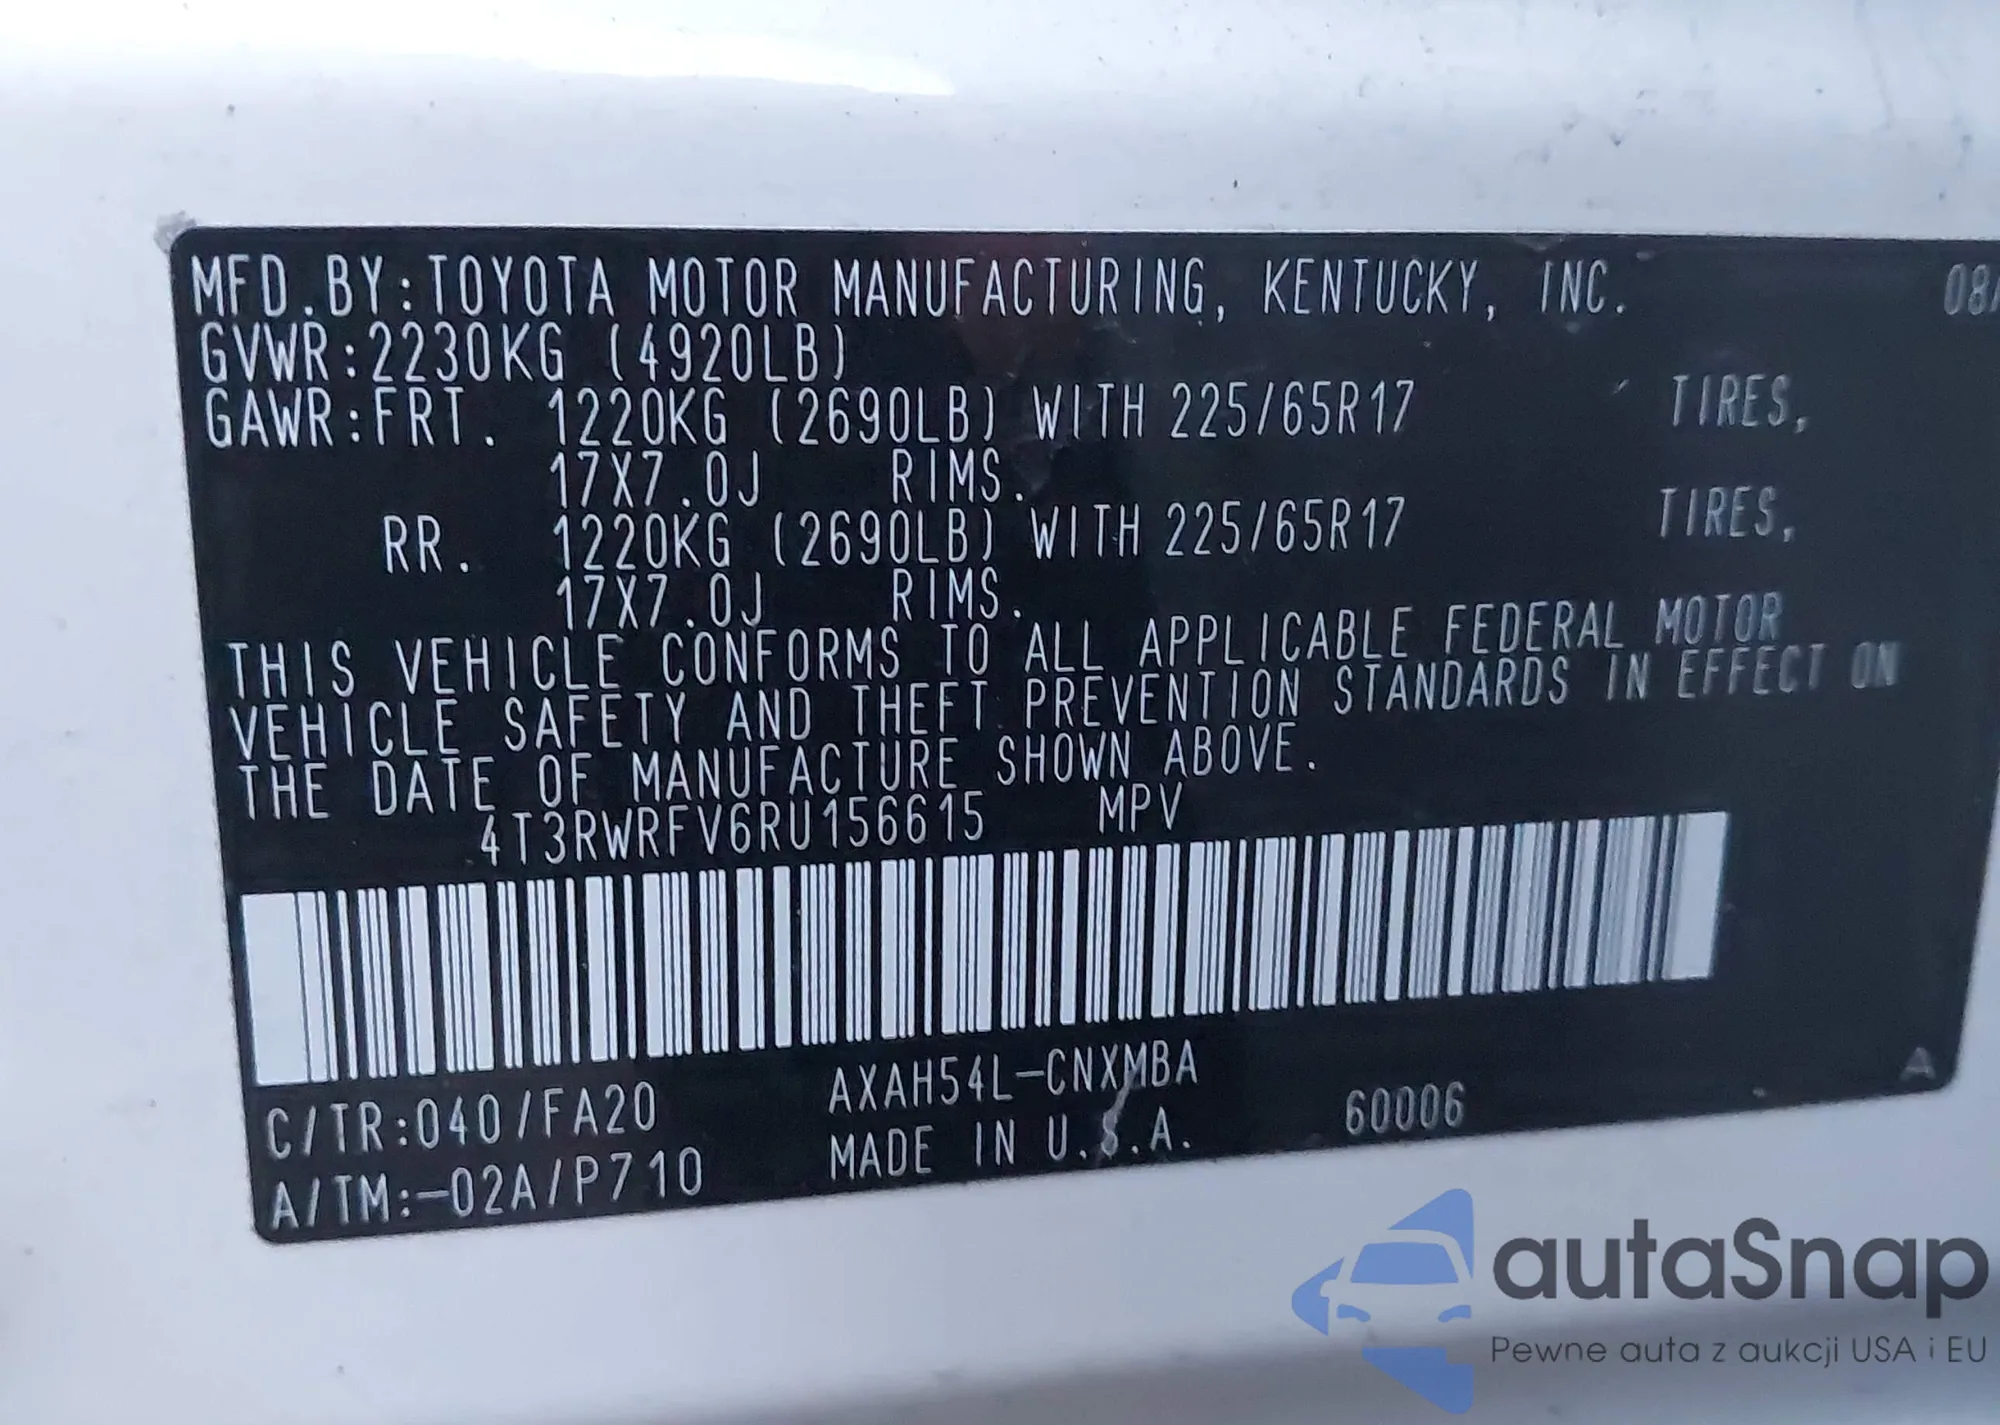 MFD.BY:TOYOTA MOTOR MANUFACTURING, KENTUCKY, INC. 08/
GVWR:2230KG (4920LB)
GAWR:FRT. 1220KG (2690LB) WITH 225/65R17 TIRES,
17X7.0J RIMS.
RR. 1220KG (2690LB) WITH 225/65R17 TIRES,
17X7.0J RIMS.
THIS VEHICLE CONFORMS TO ALL APPLICABLE FEDERAL MOTOR
VEHICLE SAFETY AND THEFT PREVENTION STANDARDS IN EFFECT ON
THE DATE OF MANUFACTURE SHOWN ABOVE.
4T3RWRFV6RU156615 MPV
C/TR:040/FA20 AXAH54L-CNXMBA A
A/TM:-02A/P710 MADE IN U.S.A. 60006
autaSnap
Pewne auta z aukcji USA i EU